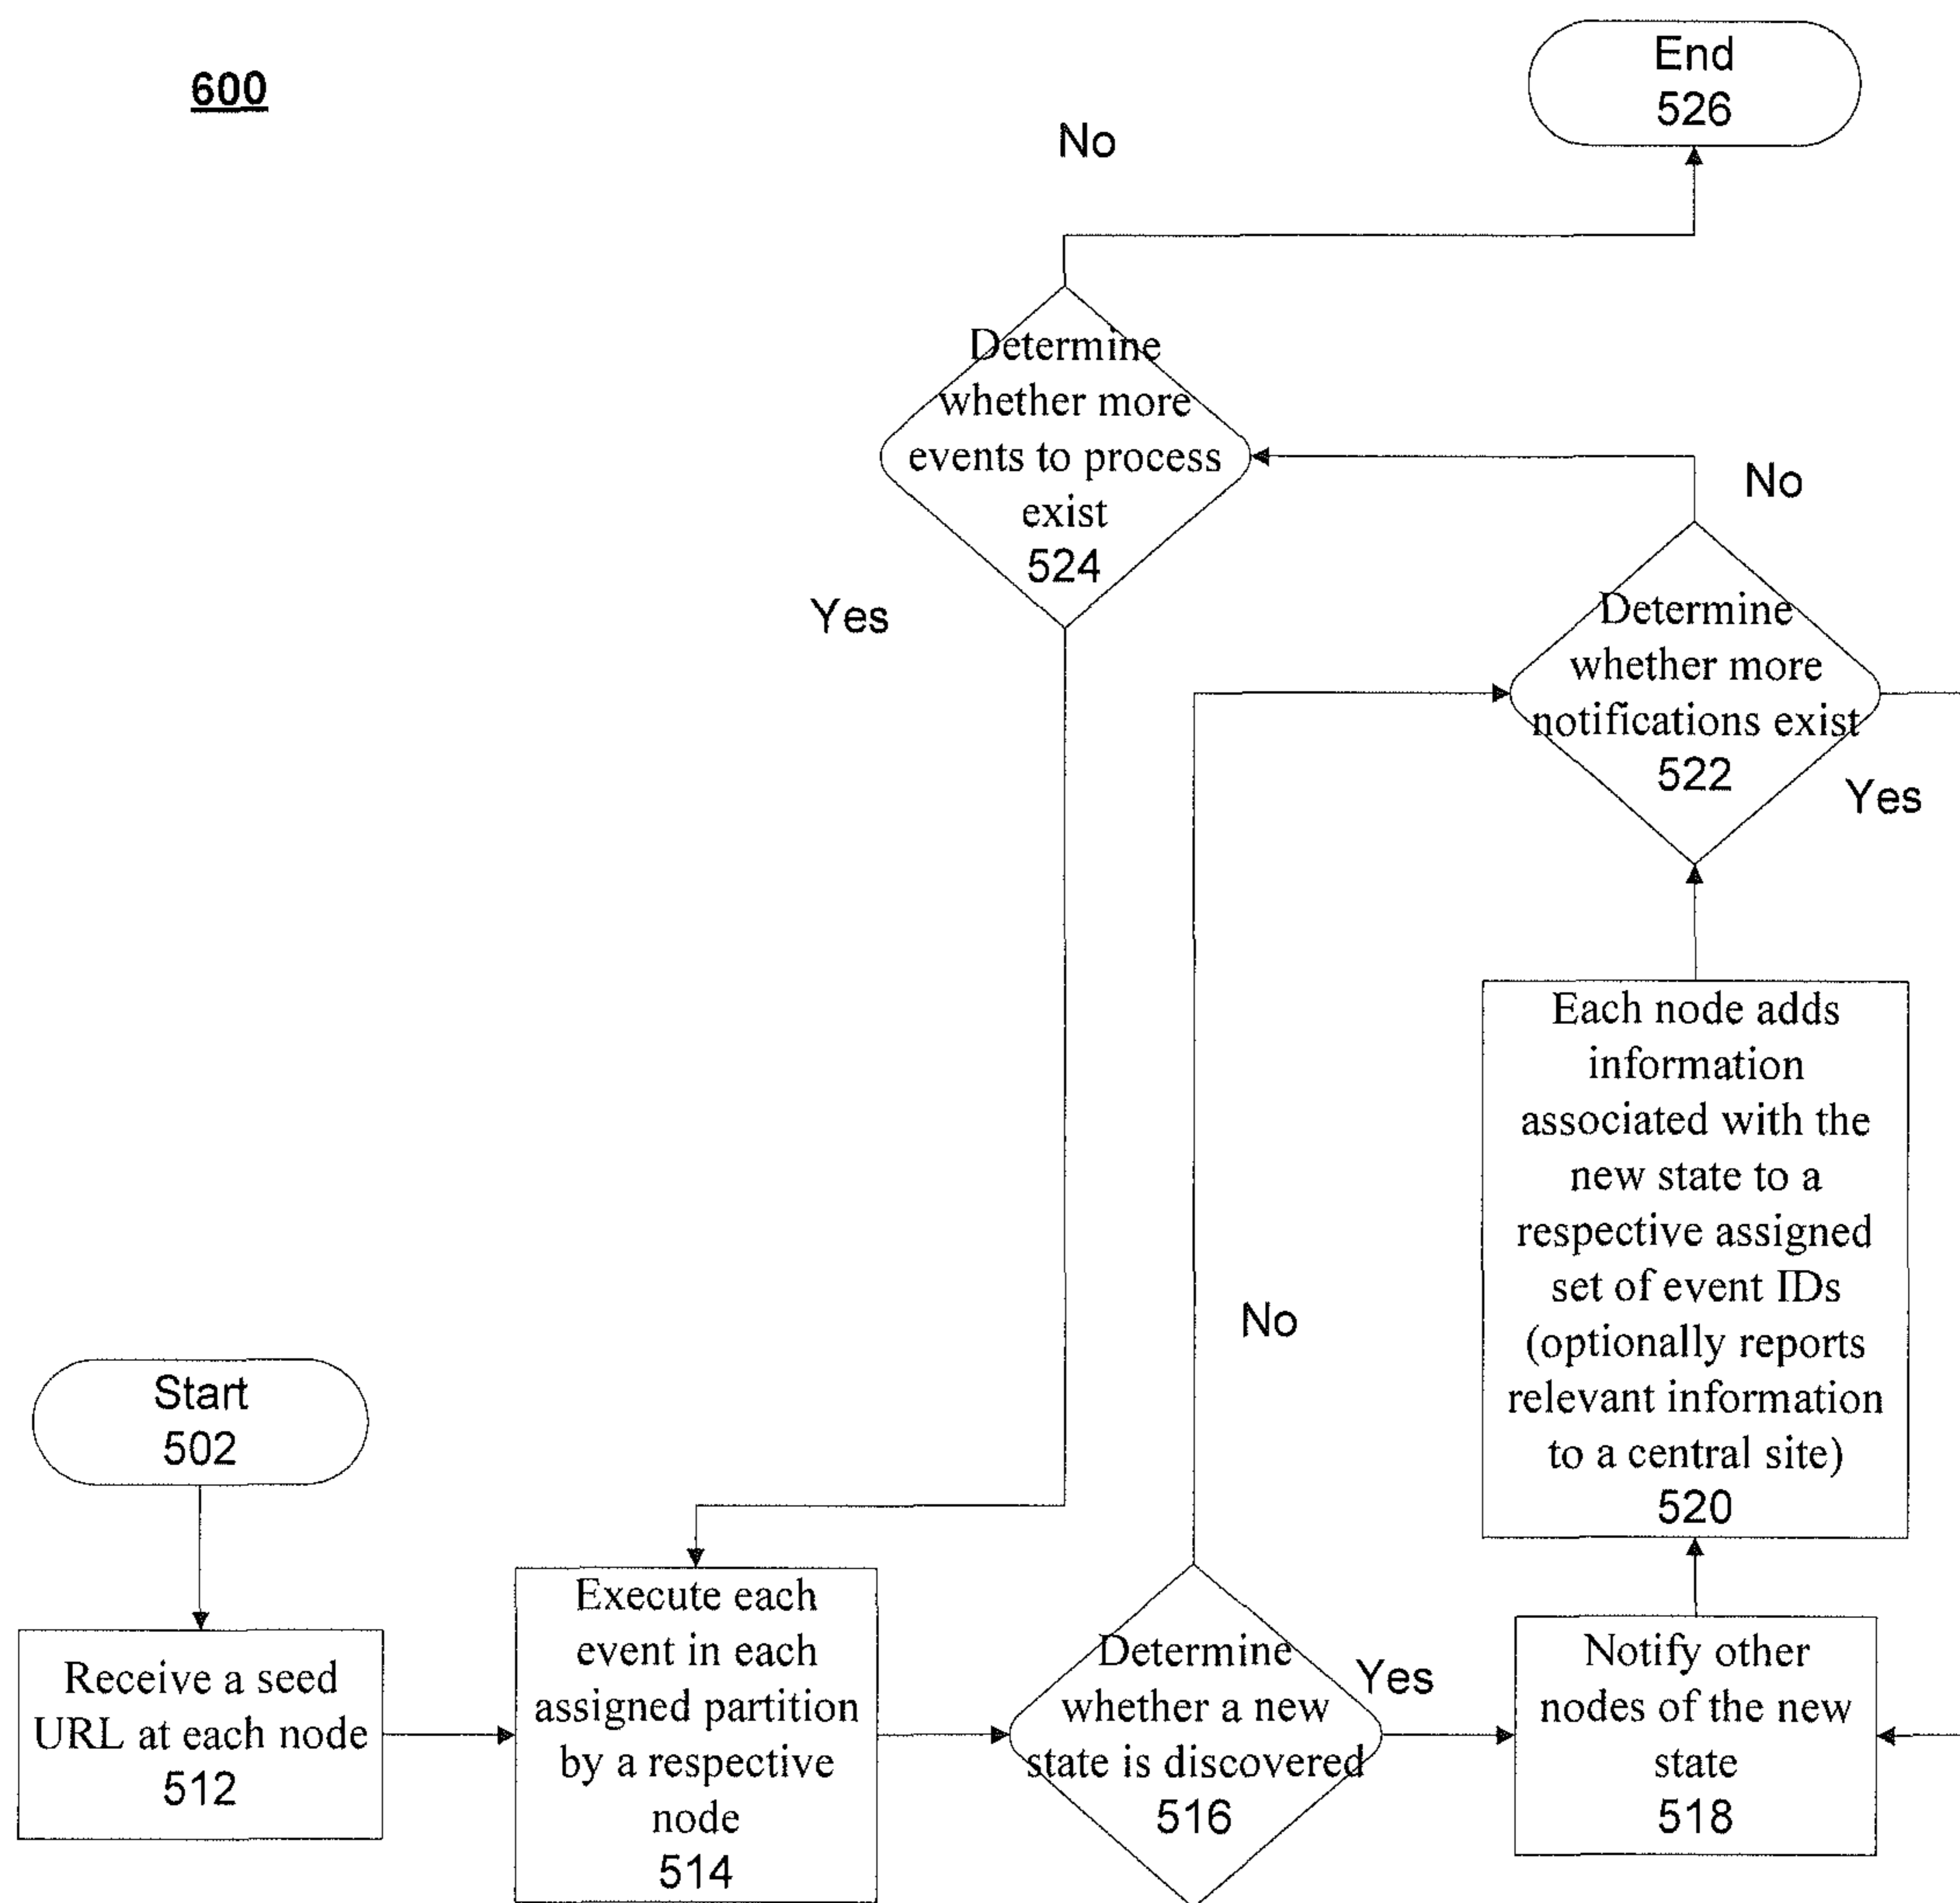 600
End
526
No
Determine
whether more
events to process
exist
524
No
Yes
Determine
whether more
notifications exist
522
Yes
Each node adds
information
associated with the
new state to a
respective assigned
set of event IDs
(optionally reports
relevant information
to a central site)
520
No
Start
502
Receive a seed
URL at each node
512
Execute each
event in each
assigned partition
by a respective
node
514
Determine
whether a new
state is discovered
516
Yes
Notify other
nodes of the new
state
518